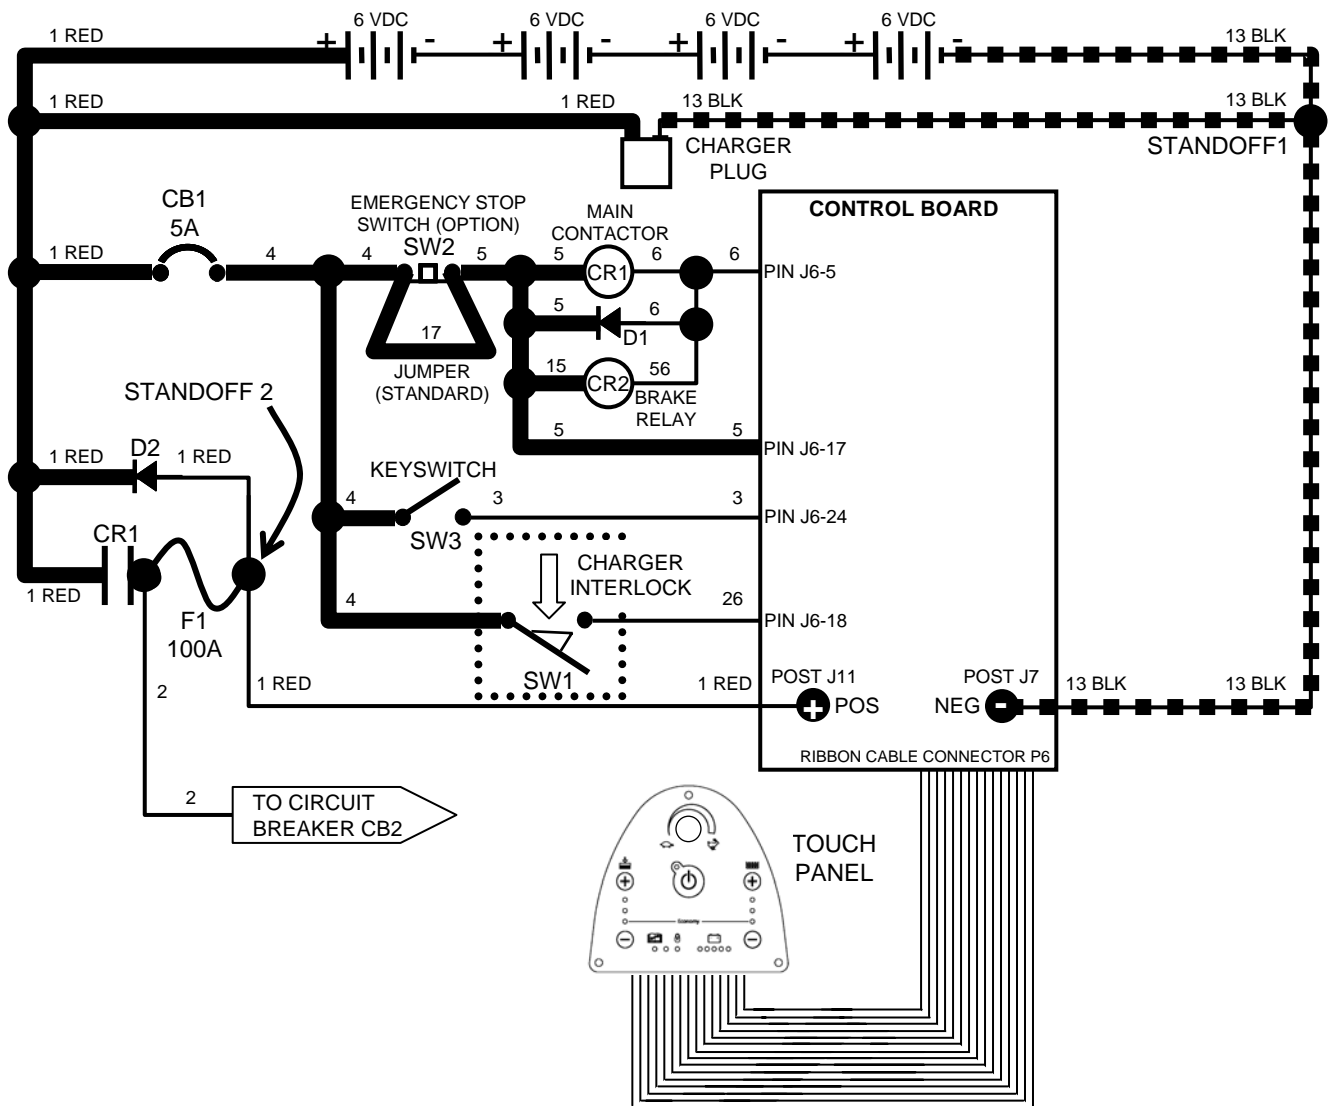 6 VDC
6 VDC
6 VDC
6 VDC
1 RED
+ - + - + - + -
13 BLK
1 RED
1 RED
13 BLK
13 BLK
CHARGER
PLUG
STANDOFF1
CB1
5A
1 RED
4
EMERGENCY STOP
SWITCH (OPTION)
SW2
4
5
17
JUMPER
(STANDARD)
MAIN
CONTACTOR
5
CR1
6
6
5
6
D1
15
CR2
56
BRAKE
RELAY
5
5
CONTROL BOARD
PIN J6-5
PIN J6-17
STANDOFF 2
D2
1 RED
1 RED
KEYSWITCH
4
3
3
SW3
PIN J6-24
CR1
1 RED
F1
100A
CHARGER
INTERLOCK
4
26
SW1
PIN J6-18
2
1 RED
1 RED
POST J11
+
POS
POST J7
NEG
-
13 BLK
13 BLK
RIBBON CABLE CONNECTOR P6
2
TO CIRCUIT
BREAKER CB2
TOUCH
PANEL
Economy